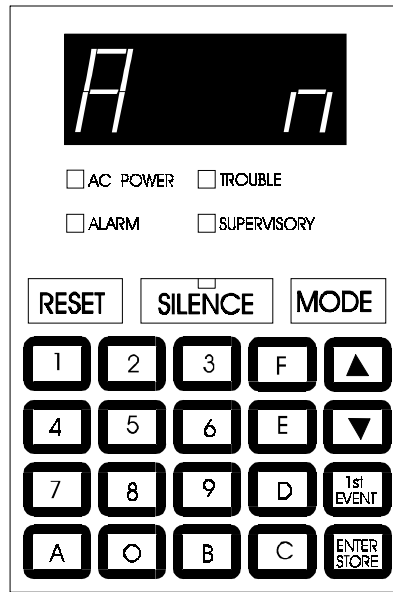 A n
AC POWER TROUBLE
ALARM SUPERVISORY
RESET SILENCE MODE
1 2 3 F ▲
4 5 6 E ▼
7 8 9 D 1st EVENT
A 0 B C ENTER STORE